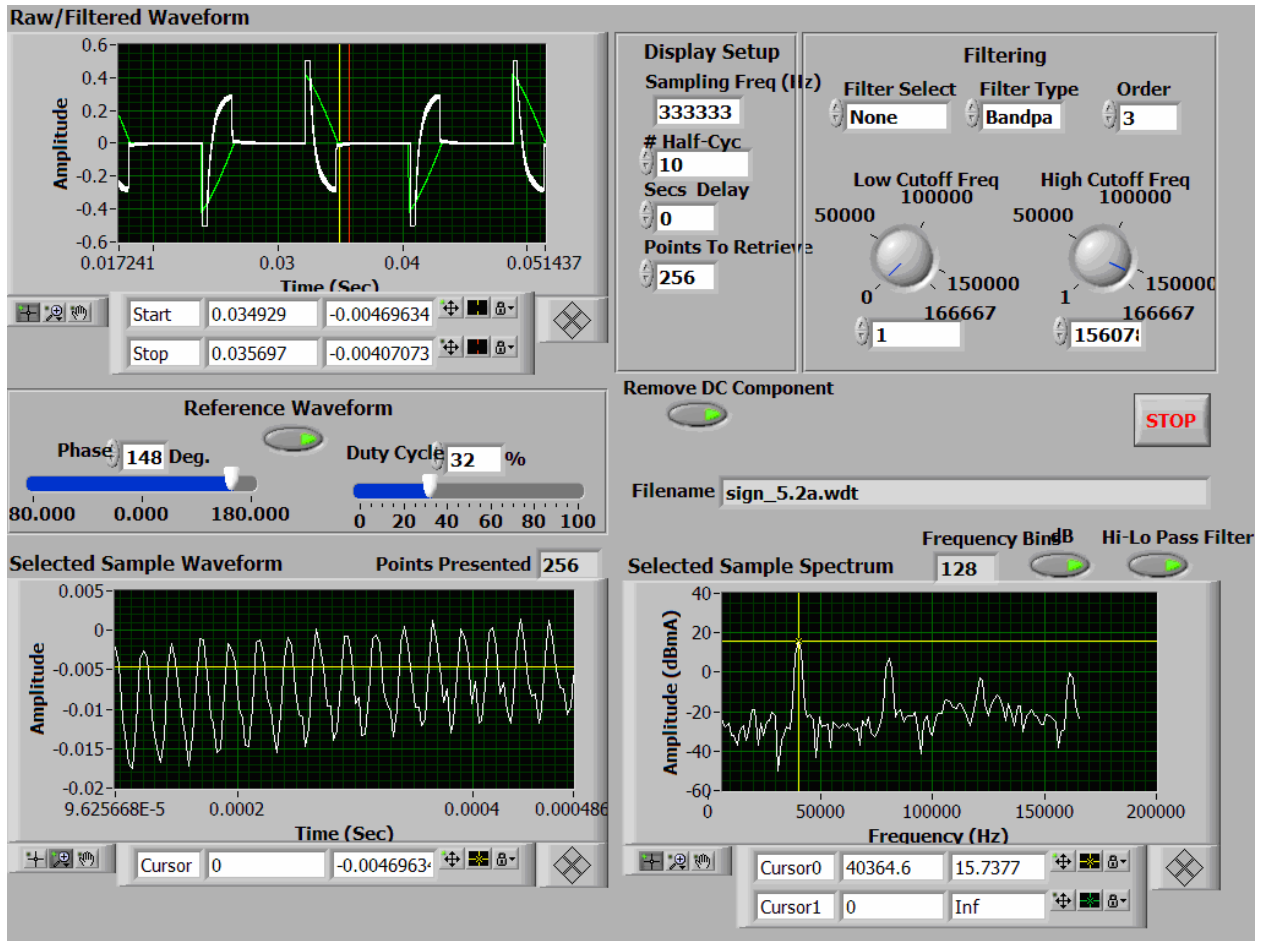 Raw/Filtered Waveform
0.6
0.4
0.2
0
-0.2
-0.4
-0.6
Amplitude
0.017241
0.03
0.04
0.051437
Time (Sec)
Start
0.034929
-0.00469634
Stop
0.035697
-0.00407073
Display Setup
Sampling Freq (Hz)
333333
# Half-Cyc
10
Secs Delay
0
Points To Retrieve
256
Filtering
Filter Select
Filter Type
Order
None
Bandpa
3
Low Cutoff Freq
100000
50000
150000
0
166667
1
High Cutoff Freq
100000
50000
150000
1
166667
15607
Reference Waveform
Phase
148
Deg.
80.000
0.000
180.000
Duty Cycle
32
%
0 20 40 60 80 100
Remove DC Component
STOP
Filename
sign_5.2a.wdt
Selected Sample Waveform
Points Presented
256
0.005
0
-0.005
-0.01
-0.015
-0.02
Amplitude
9.625668E-5
0.0002
0.0004
0.000486
Time (Sec)
Cursor
0
-0.0046963
Frequency Bins
dB
Hi-Lo Pass Filter
Selected Sample Spectrum
128
40
20
0
-20
-40
-60
Amplitude (dBmA)
0
50000
100000
150000
200000
Frequency (Hz)
Cursor0
40364.6
15.7377
Cursor1
0
Inf